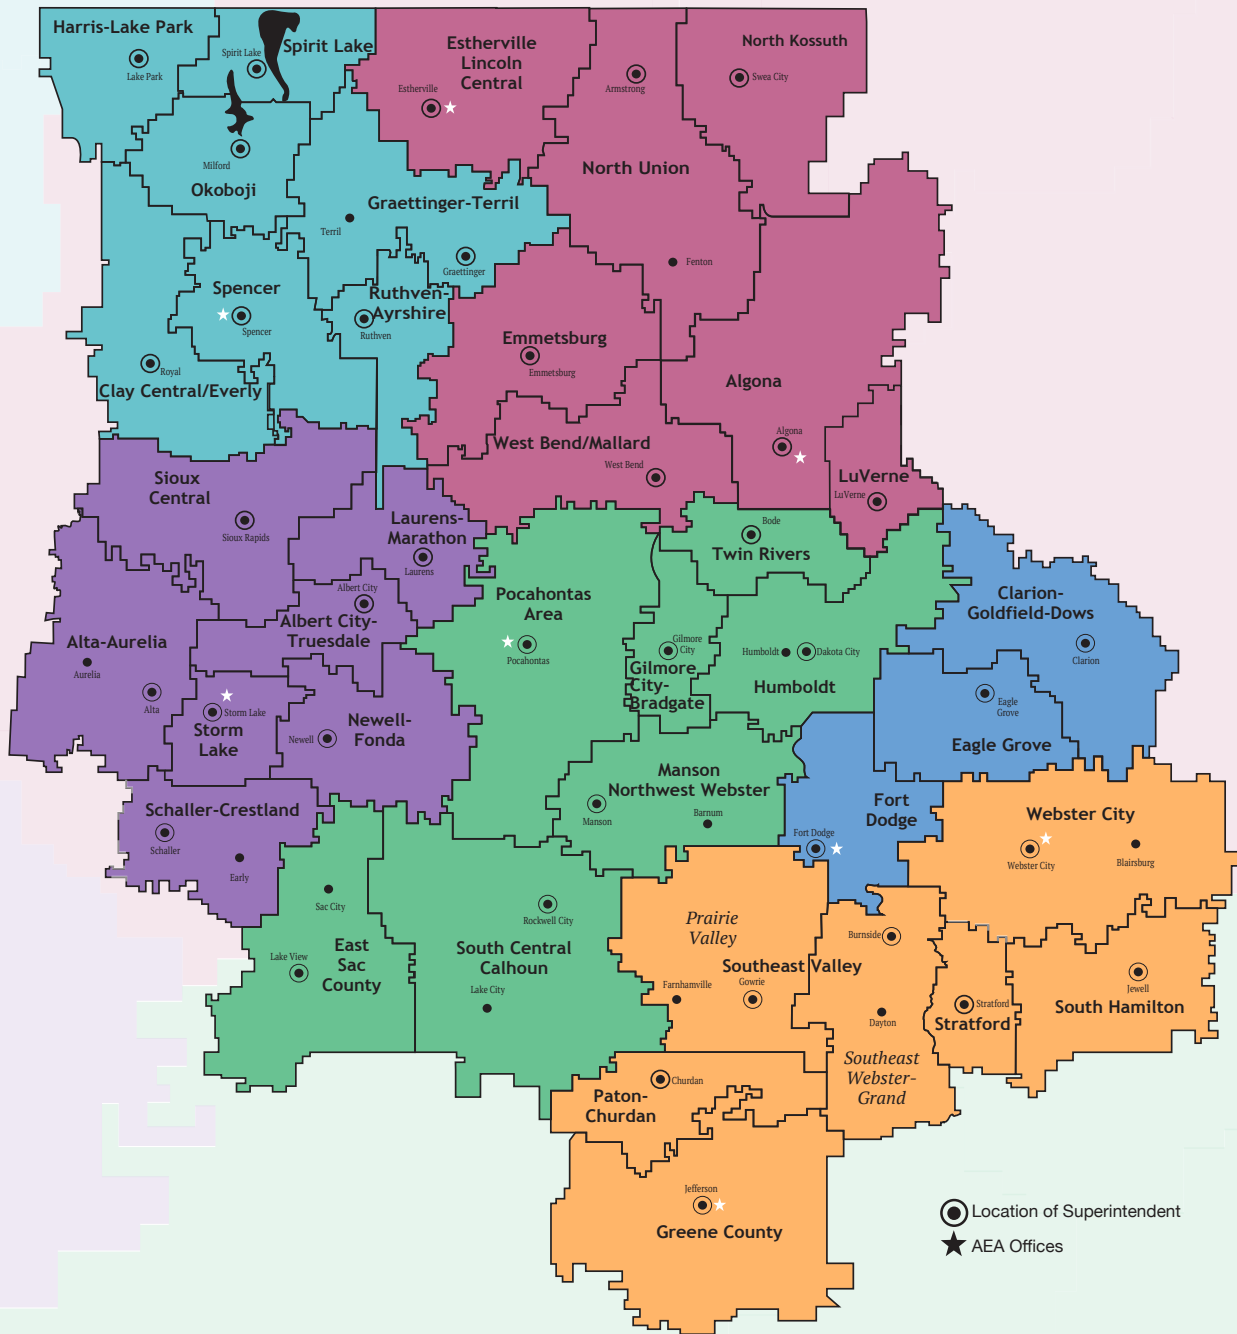 Harris-Lake Park
Lake Park
Spirit Lake
Spirit Lake
Estherville
Lincoln
Central
Estherville
Armstrong
North Kossuth
Swea City
Milford
Okoboji
North Union
Graettinger-Terril
Terril
Graettinger
Fenton
Spencer
Spencer
Ruthven-
Ayrshire
Ruthven
Emmetsburg
Emmetsburg
Royal
Clay Central/Everly
Algona
Algona
West Bend/Mallard
West Bend
LuVerne
LuVerne
Sioux
Central
Sioux Rapids
Laurens-
Marathon
Laurens
Bode
Twin Rivers
Albert City
Albert City-
Truesdale
Pocahontas
Area
Pocahontas
Clarion-
Goldfield-Dows
Clarion
Alta-Aurelia
Aurelia
Alta
Gilmore
City
Gilmore
City-
Bradgate
Humboldt
Dakota City
Humboldt
Storm Lake
Storm
Lake
Newell
Newell-
Fonda
Eagle
Grove
Eagle Grove
Manson
Northwest Webster
Manson
Barnum
Fort
Dodge
Fort Dodge
Schaller-Crestland
Schaller
Early
Webster City
Webster City
Blairsburg
Sac City
East
Sac
County
Lake View
Rockwell City
South Central
Calhoun
Lake City
Prairie
Valley
Burnside
Southeast Valley
Farnhamville
Gowrie
Dayton
Stratford
Stratford
Jewell
South Hamilton
Southeast
Webster-
Grand
Churdan
Paton-
Churdan
Jefferson
Greene County
Location of Superintendent
AEA Offices